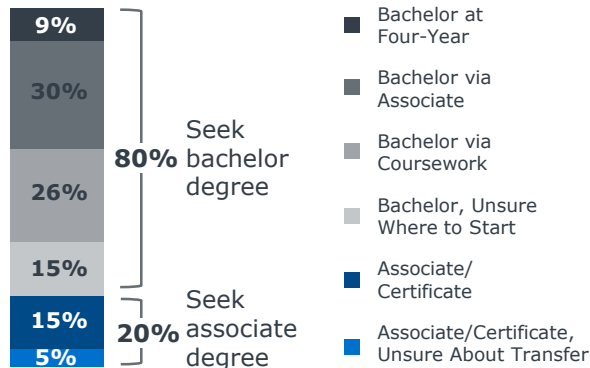 9%
30%
26%
15%
15%
5%
80%
Seek
bachelor
degree
20%
Seek
associate
degree
Bachelor at
Four-Year
Bachelor via
Associate
Bachelor via
Coursework
Bachelor, Unsure
Where to Start
Associate/
Certificate
Associate/Certificate,
Unsure About Transfer